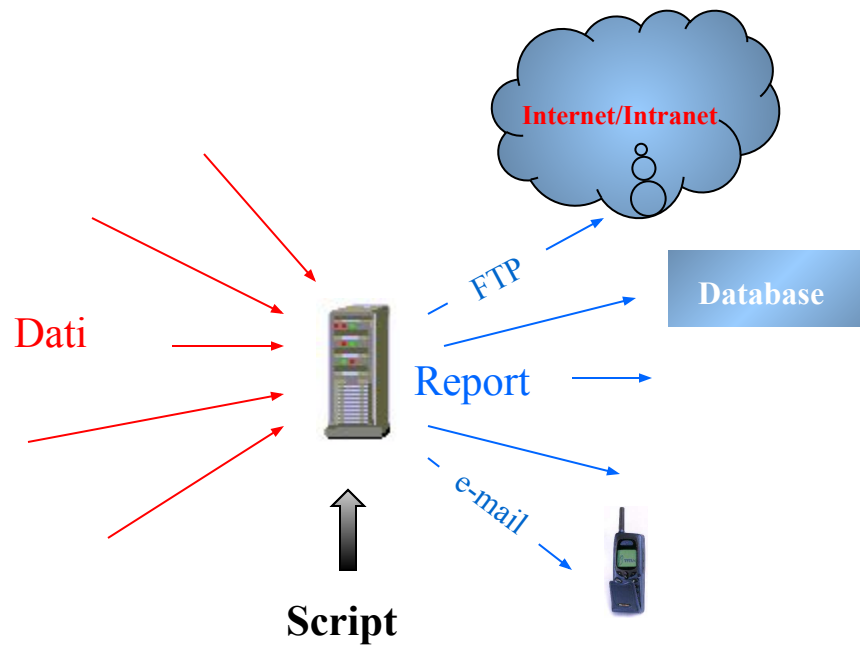 Internet/Intranet
FTP
Database
Dati
Report
e-mail
Script